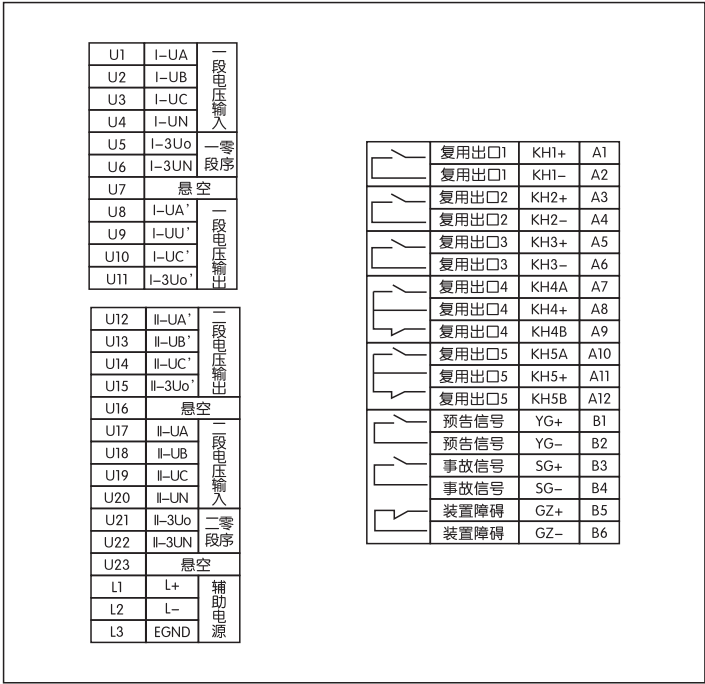 U1 I-UA 一段电压输入
U2 I-UB
U3 I-UC
U4 I-UN
U5 I-3Uo 一段零序
U6 I-3UN
U7 悬空
U8 I-UA' 一段电压输出
U9 I-UU'
U10 I-UC'
U11 I-3Uo'
U12 II-UA' 二段电压输出
U13 II-UB'
U14 II-UC'
U15 II-3Uo'
U16 悬空
U17 II-UA 二段电压输入
U18 II-UB
U19 II-UC
U20 II-UN
U21 II-3Uo 二段零序
U22 II-3UN
U23 悬空
L1 L+ 辅助电源
L2 L-
L3 EGND
复用出口1 KH1+ A1
复用出口1 KH1- A2
复用出口2 KH2+ A3
复用出口2 KH2- A4
复用出口3 KH3+ A5
复用出口3 KH3- A6
复用出口4 KH4A A7
复用出口4 KH4+ A8
复用出口4 KH4B A9
复用出口5 KH5A A10
复用出口5 KH5+ A11
复用出口5 KH5B A12
预告信号 YG+ B1
预告信号 YG- B2
事故信号 SG+ B3
事故信号 SG- B4
装置障碍 GZ+ B5
装置障碍 GZ- B6